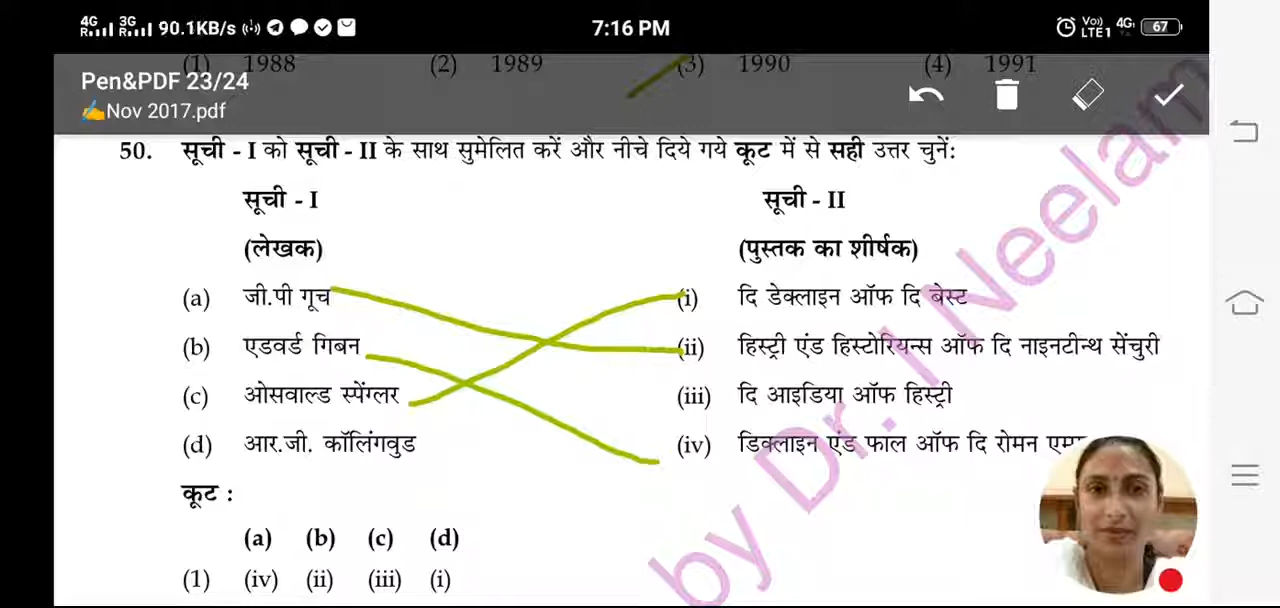 4G 3G 90.1KB/s 7:16 PM Vo) LTE1 4G 67
(1) 1988 (2) 1989 (3) 1990 (4) 1991
Pen&PDF 23/24
✍Nov 2017.pdf
50. सूची - I को सूची - II के साथ सुमेलित करें और नीचे दिये गये कूट में से सही उत्तर चुनें:
सूची - I सूची - II
(लेखक) (पुस्तक का शीर्षक)
(a) जी.पी गूच (i) दि डेक्लाइन ऑफ दि बेस्ट
(b) एडवर्ड गिबन (ii) हिस्ट्री एंड हिस्टोरियन्स ऑफ दि नाइनटीन्थ सेंचुरी
(c) ओसवाल्ड स्पेंग्लर (iii) दि आइडिया ऑफ हिस्ट्री
(d) आर.जी. कॉलिंगवुड (iv) डिक्लाइन एंड फाल ऑफ दि रोमन
कूट :
(a) (b) (c) (d)
(1) (iv) (ii) (iii) (i)
by Dr. I Neelam